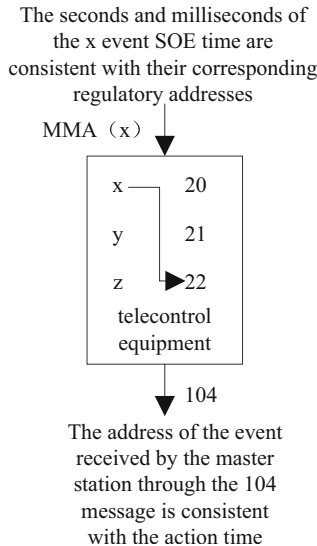 The seconds and milliseconds of
the x event SOE time are
consistent with their corresponding
regulatory addresses
MMA（x）
x 20
y 21
z 22
telecontrol
equipment
104
The address of the event
received by the master
station through the 104
message is consistent
with the action time